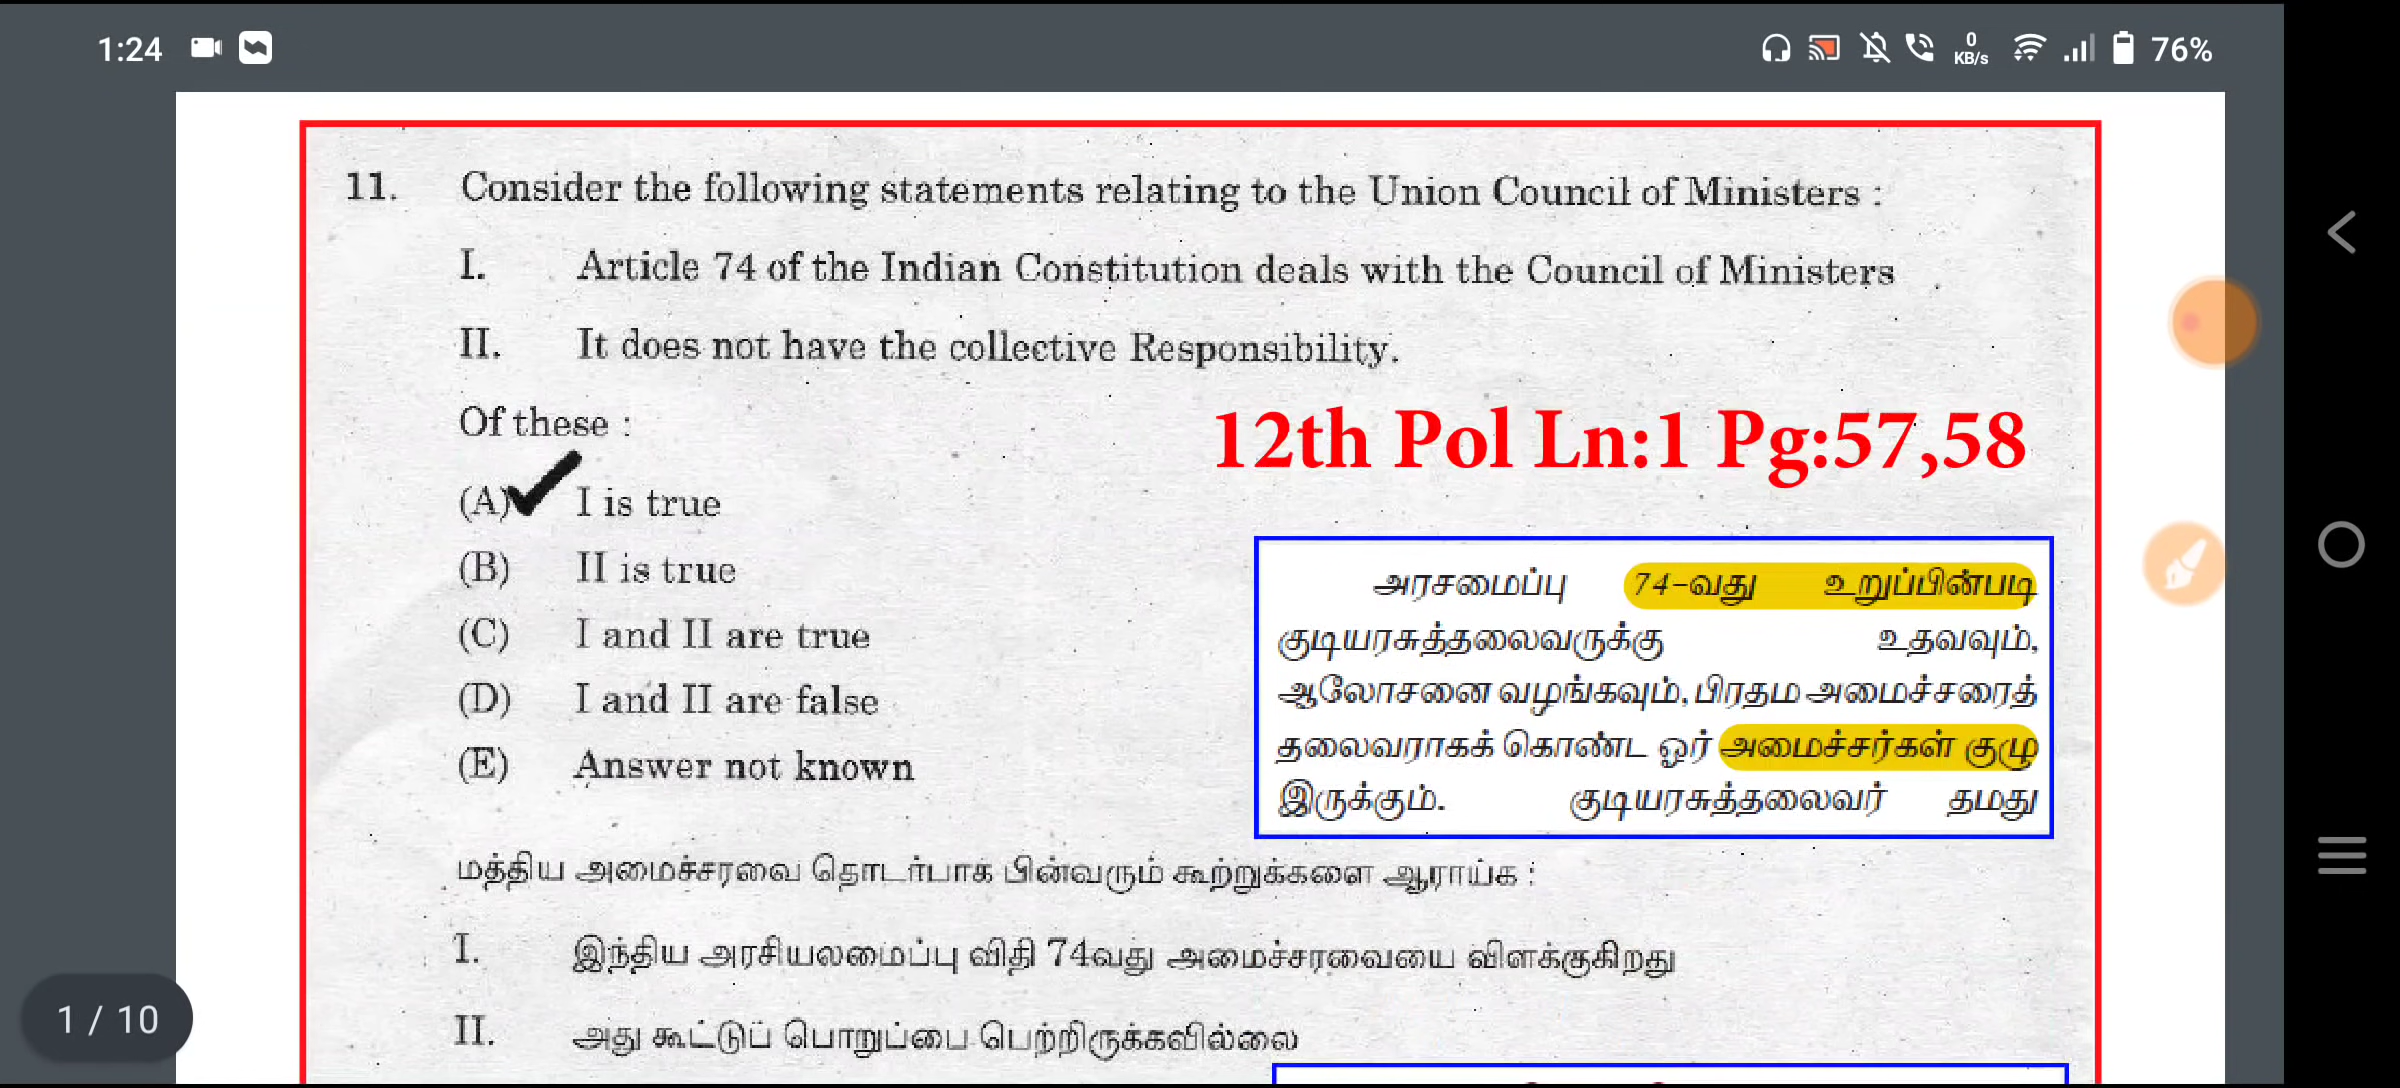 1:24
0
KB/s
76%
11. Consider the following statements relating to the Union Council of Ministers :
I. Article 74 of the Indian Constitution deals with the Council of Ministers
II. It does not have the collective Responsibility.
Of these :
12th Pol Ln:1 Pg:57,58
(A) I is true
(B) II is true
(C) I and II are true
(D) I and II are false
(E) Answer not known
அரசமைப்பு 74-வது உறுப்பின்படி
குடியரசுத்தலைவருக்கு உதவவும்,
ஆலோசனை வழங்கவும், பிரதம அமைச்சரைத்
தலைவராகக் கொண்ட ஓர் அமைச்சர்கள் குழு
இருக்கும். குடியரசுத்தலைவர் தமது
மத்திய அமைச்சரவை தொடர்பாக பின்வரும் கூற்றுக்களை ஆராய்க :
I. இந்திய அரசியலமைப்பு விதி 74வது அமைச்சரவையை விளக்குகிறது
II. அது கூட்டுப் பொறுப்பை பெற்றிருக்கவில்லை
1 / 10